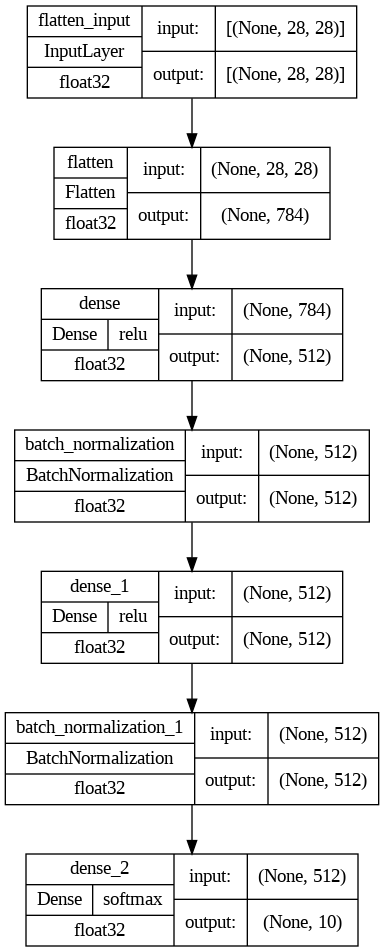 flatten_input
InputLayer
float32
input:
[(None, 28, 28)]
output:
[(None, 28, 28)]
flatten
Flatten
float32
input:
(None, 28, 28)
output:
(None, 784)
dense
Dense
relu
float32
input:
(None, 784)
output:
(None, 512)
batch_normalization
BatchNormalization
float32
input:
(None, 512)
output:
(None, 512)
dense_1
Dense
relu
float32
input:
(None, 512)
output:
(None, 512)
batch_normalization_1
BatchNormalization
float32
input:
(None, 512)
output:
(None, 512)
dense_2
Dense
softmax
float32
input:
(None, 512)
output:
(None, 10)